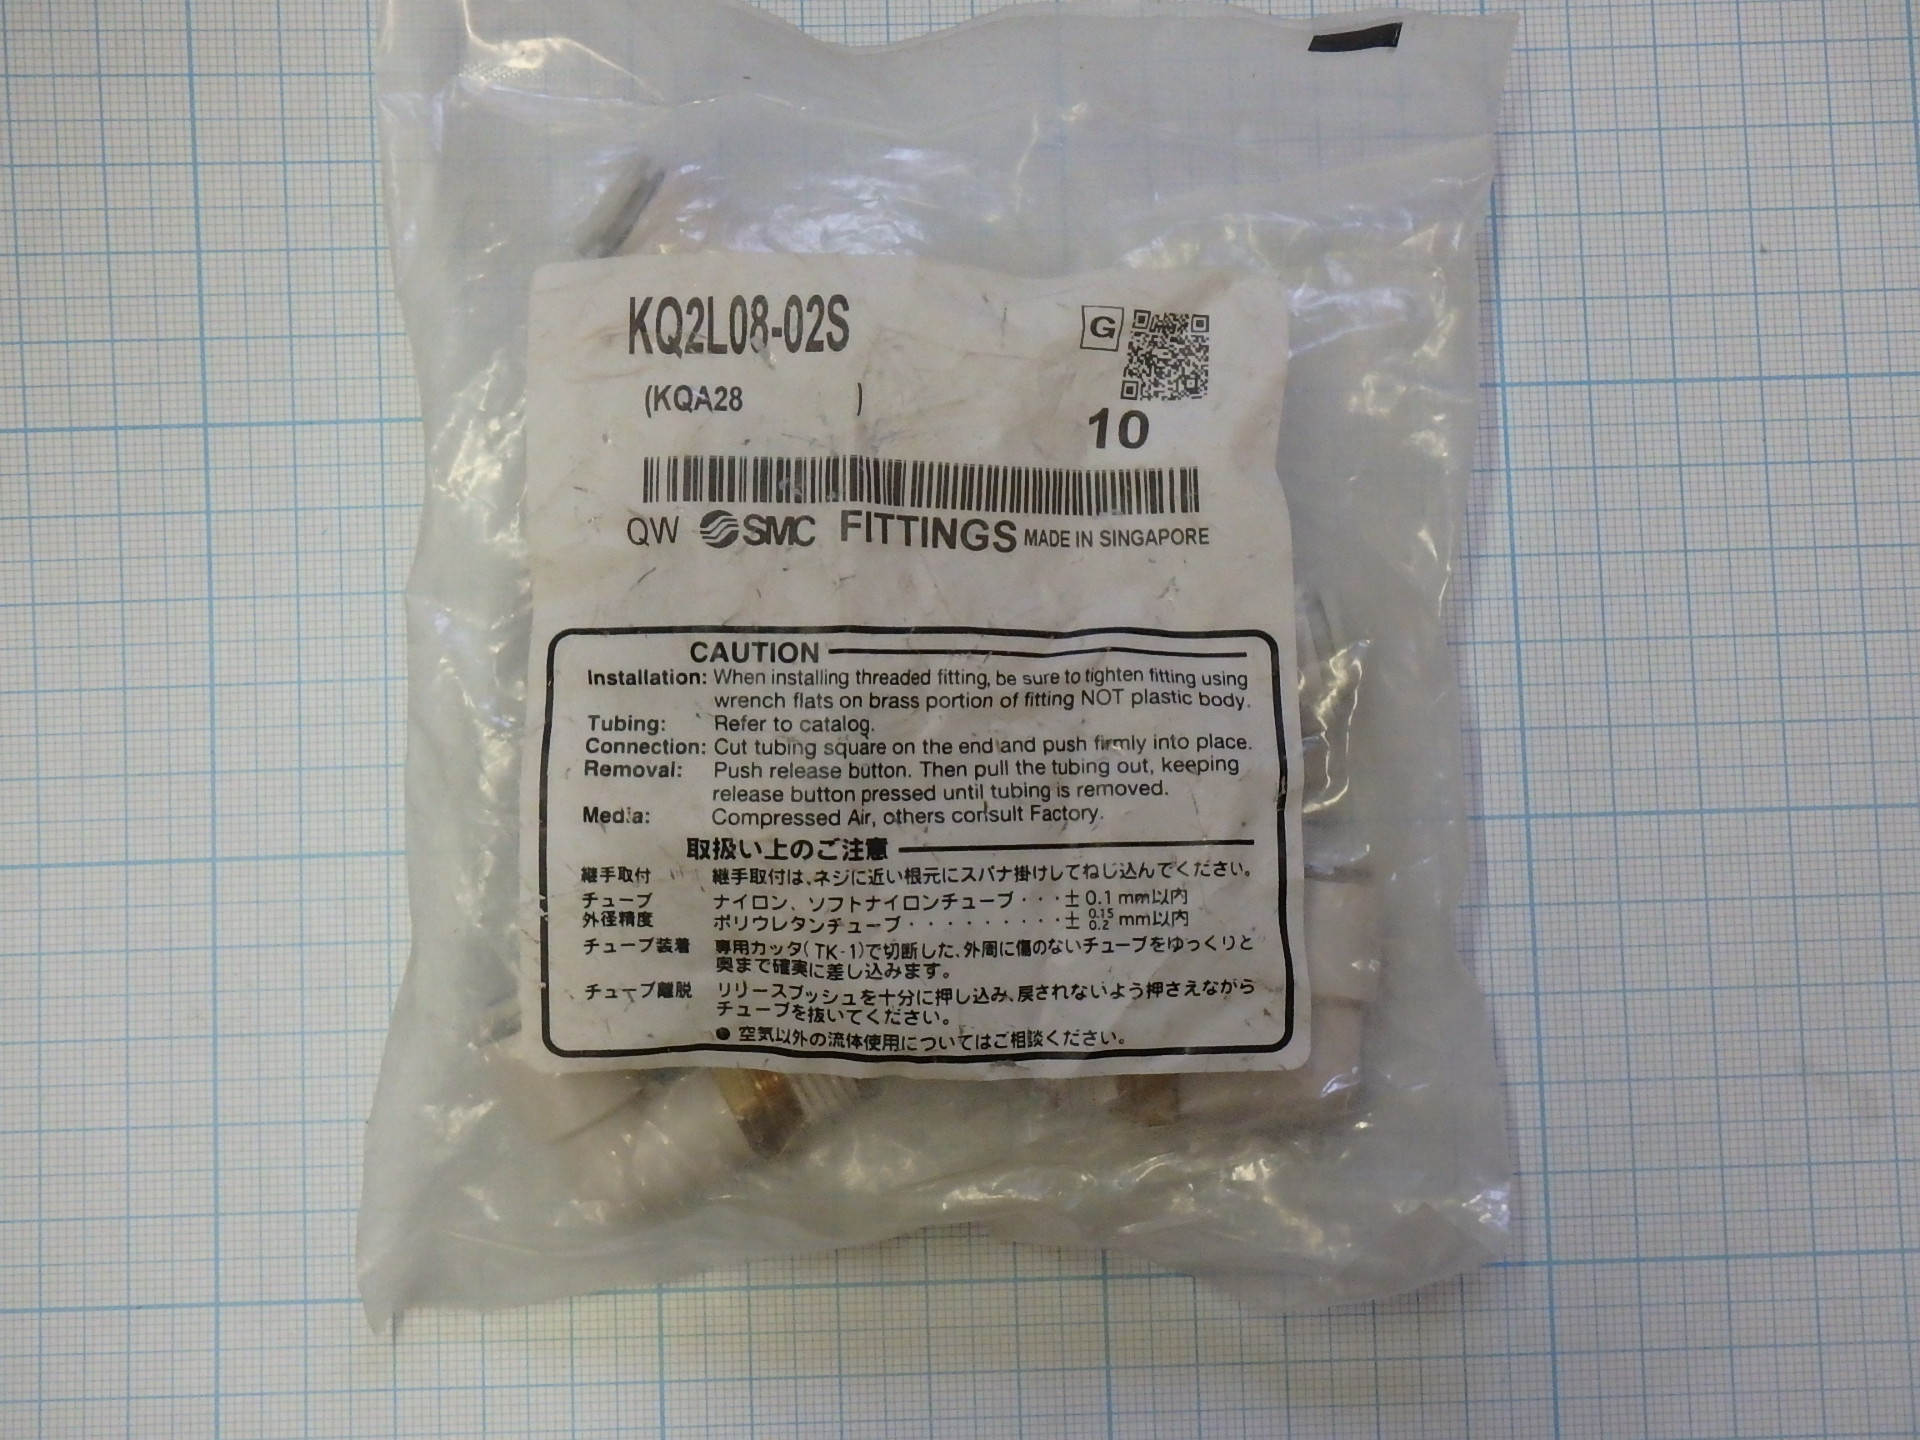 KQ2L08-02S
G
(KQA28 )
10
QW SMC FITTINGS MADE IN SINGAPORE
CAUTION
Installation: When installing threaded fitting, be sure to tighten fitting using
wrench flats on brass portion of fitting NOT plastic body.
Tubing: Refer to catalog.
Connection: Cut tubing square on the end and push firmly into place.
Removal: Push release button. Then pull the tubing out, keeping
release button pressed until tubing is removed.
Media: Compressed Air, others consult Factory.
取扱い上のご注意
継手取付 継手取付は、ネジに近い根元にスパナ掛けしてねじ込んでください。
チューブ ナイロン、ソフトナイロンチューブ・・・± 0.1 mm以内
外径精度 ポリウレタンチューブ・・・・・・・・・± 0.15 0.2 mm以内
チューブ装着 専用カッタ(TK-1)で切断した、外周に傷のないチューブをゆっくりと
奥まで確実に差し込みます。
チューブ離脱 リリースプッシュを十分に押し込み、戻されないよう押さえながら
チューブを抜いてください。
● 空気以外の流体使用についてはご相談ください。